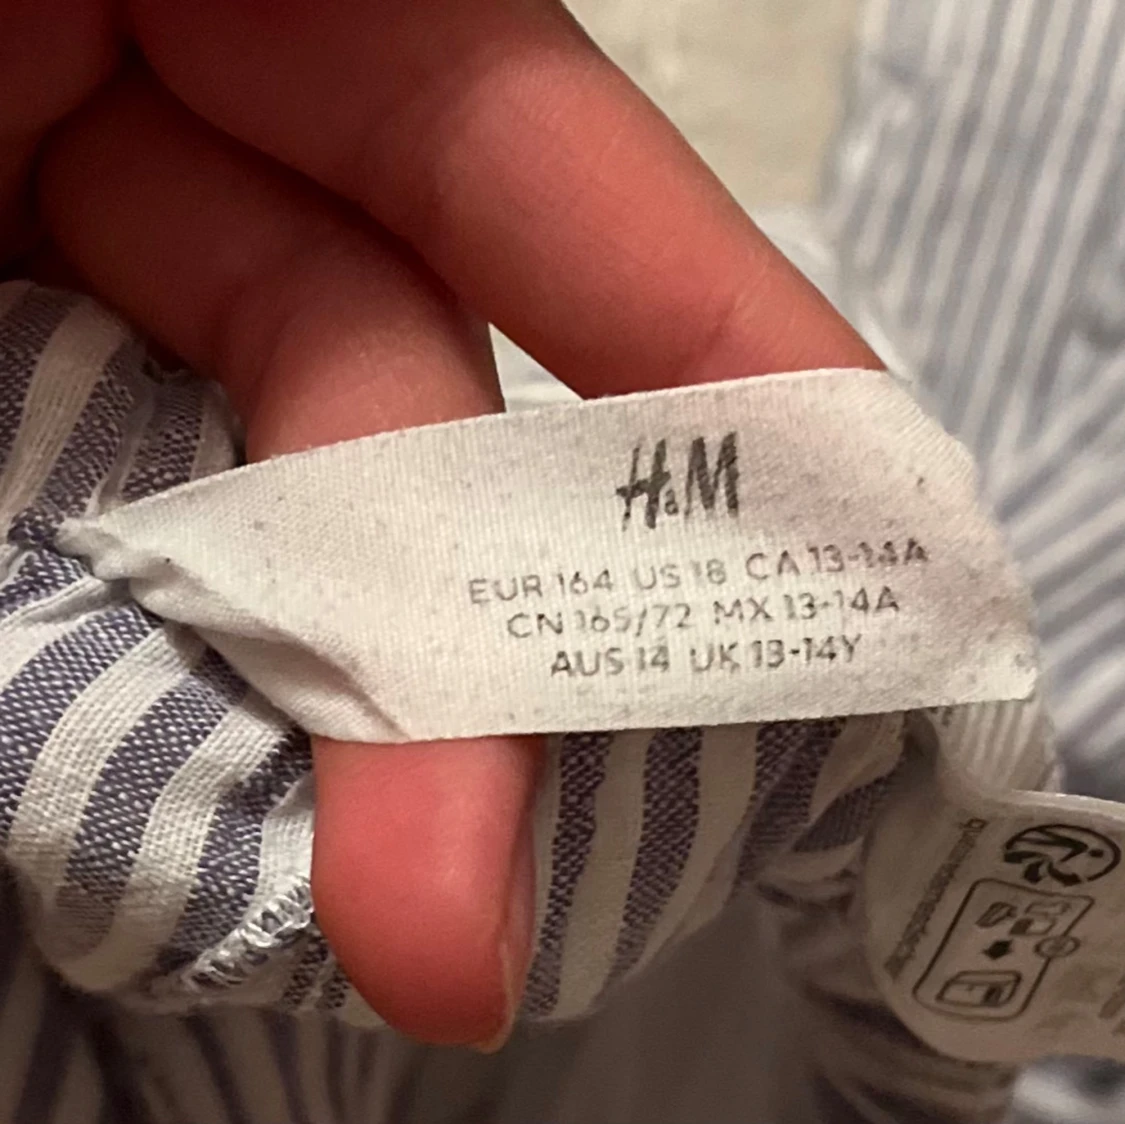 H&M
EUR 164 US 18 CA 13-14A
CN 165/72 MX 13-14A
AUS 14 UK 13-14Y